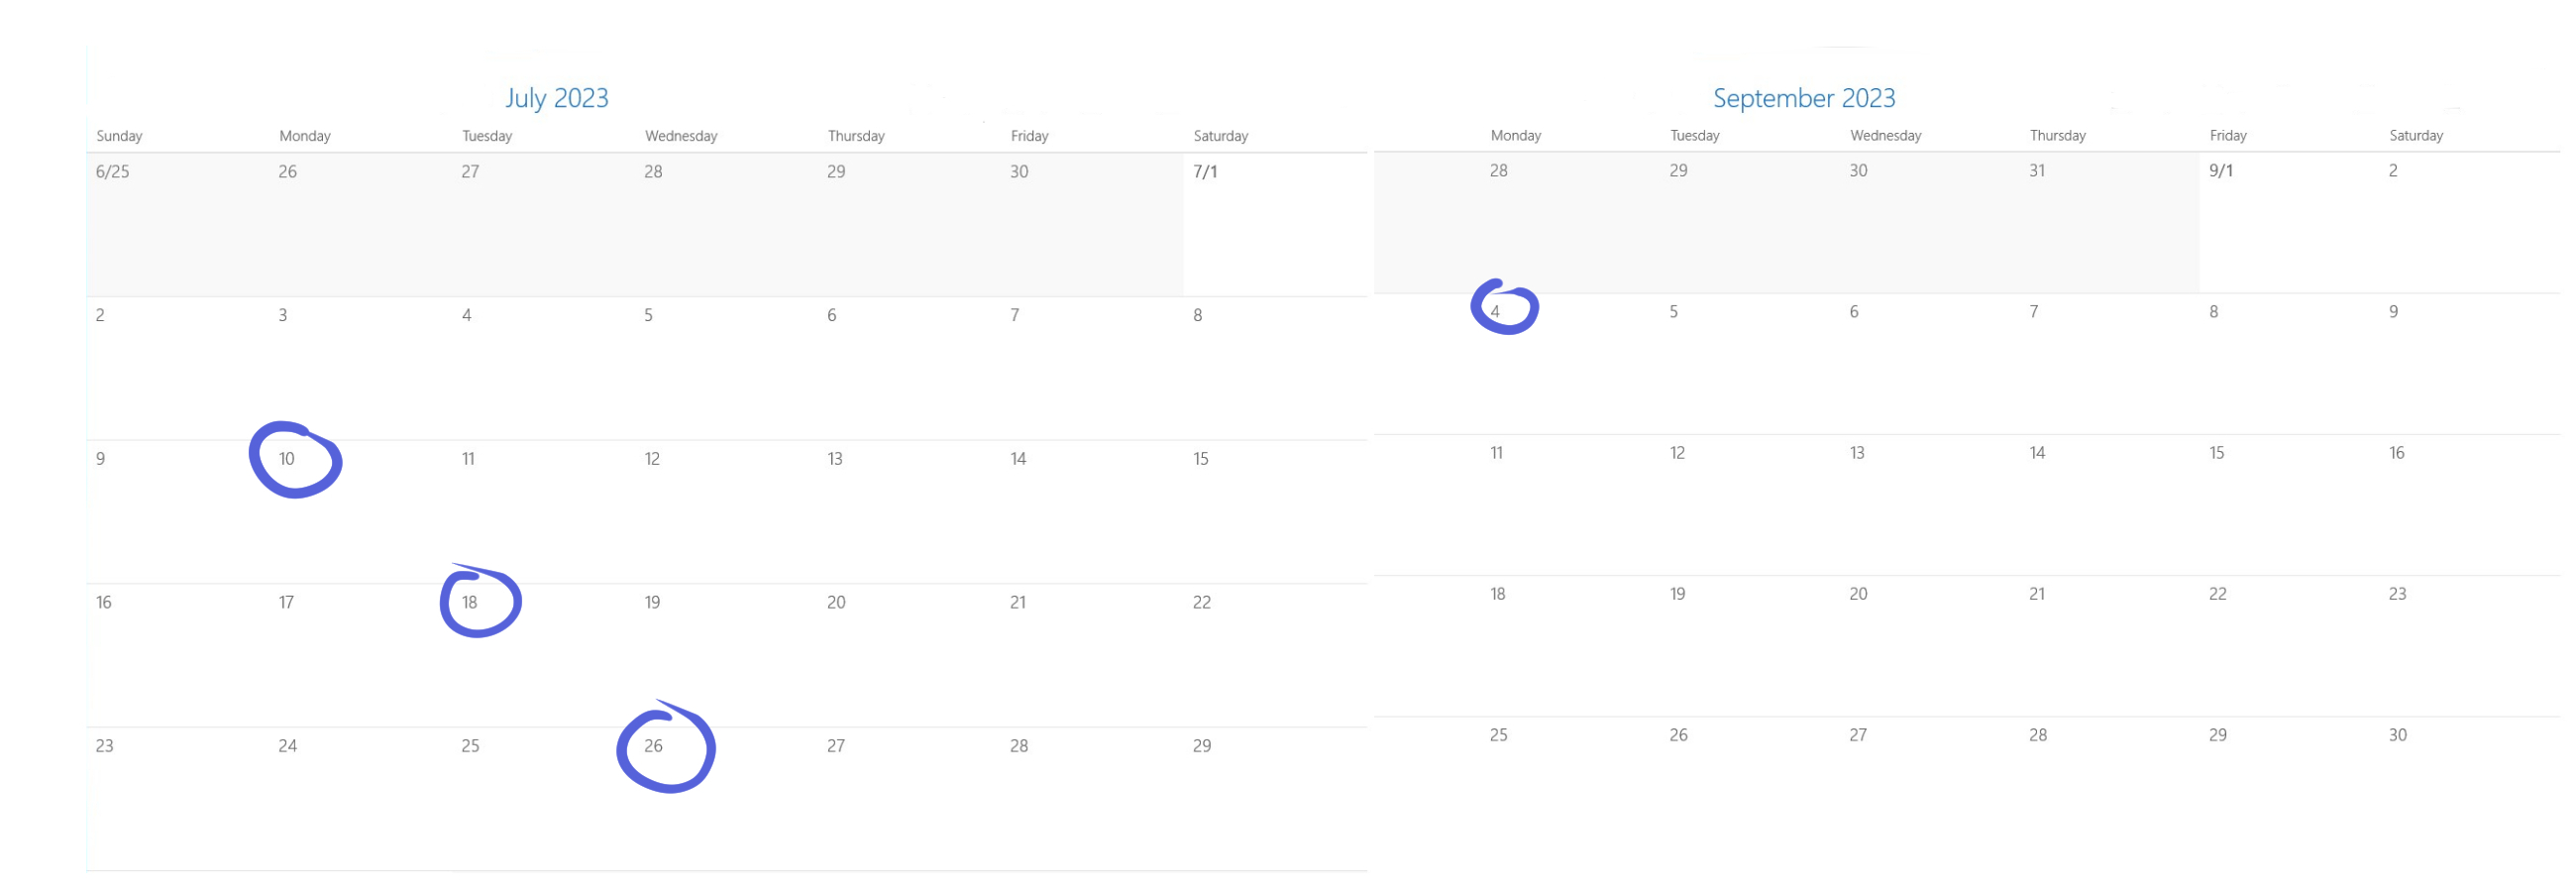 July 2023
Sunday Monday Tuesday Wednesday Thursday Friday Saturday
6/25 26 27 28 29 30 7/1
2 3 4 5 6 7 8
9 10 11 12 13 14 15
16 17 18 19 20 21 22
23 24 25 26 27 28 29
September 2023
Monday Tuesday Wednesday Thursday Friday Saturday
28 29 30 31 9/1 2
4 5 6 7 8 9
11 12 13 14 15 16
18 19 20 21 22 23
25 26 27 28 29 30